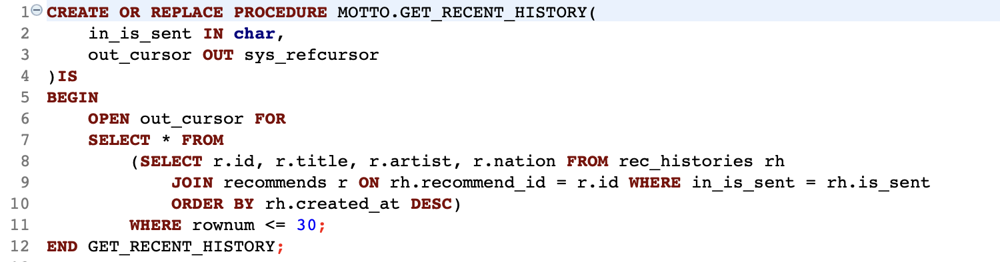 1 CREATE OR REPLACE PROCEDURE MOTTO.GET_RECENT_HISTORY(
2     in_is_sent IN char,
3     out_cursor OUT sys_refcursor
4 )IS
5 BEGIN
6     OPEN out_cursor FOR
7     SELECT * FROM
8         (SELECT r.id, r.title, r.artist, r.nation FROM rec_histories rh
9             JOIN recommends r ON rh.recommend_id = r.id WHERE in_is_sent = rh.is_sent
10             ORDER BY rh.created_at DESC)
11         WHERE rownum <= 30;
12 END GET_RECENT_HISTORY;